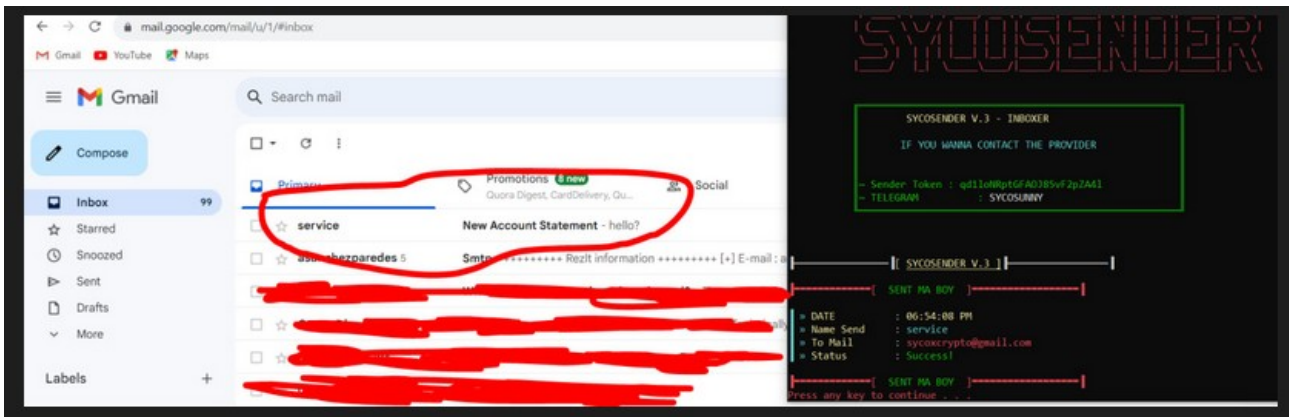 mail.google.com/mail/u/1/#inbox
Gmail YouTube Maps
Gmail
Search mail
Compose
Primary
Promotions 8 new
Quora Digest, CardDelivery, Qu...
Social
Inbox 99
service New Account Statement - hello?
Starred
5 Smtp +++++++++ Rezlt information +++++++++ [+] E-mail : a
Snoozed
Sent
Drafts
More
Labels
SYCOSENDER
SYCOSENDER V.3 - INBOXER
IF YOU WANNA CONTACT THE PROVIDER
- Sender Token :
- TELEGRAM : SYCOSUNNY
[ SYCOSENDER V.3 ]
[ SENT MA BOY ]
» DATE : 06:54:08 PM
» Name Send : service
» To Mail : sycoxcrypto@gmail.com
» Status : Success!
[ SENT MA BOY ]
Press any key to continue . . .